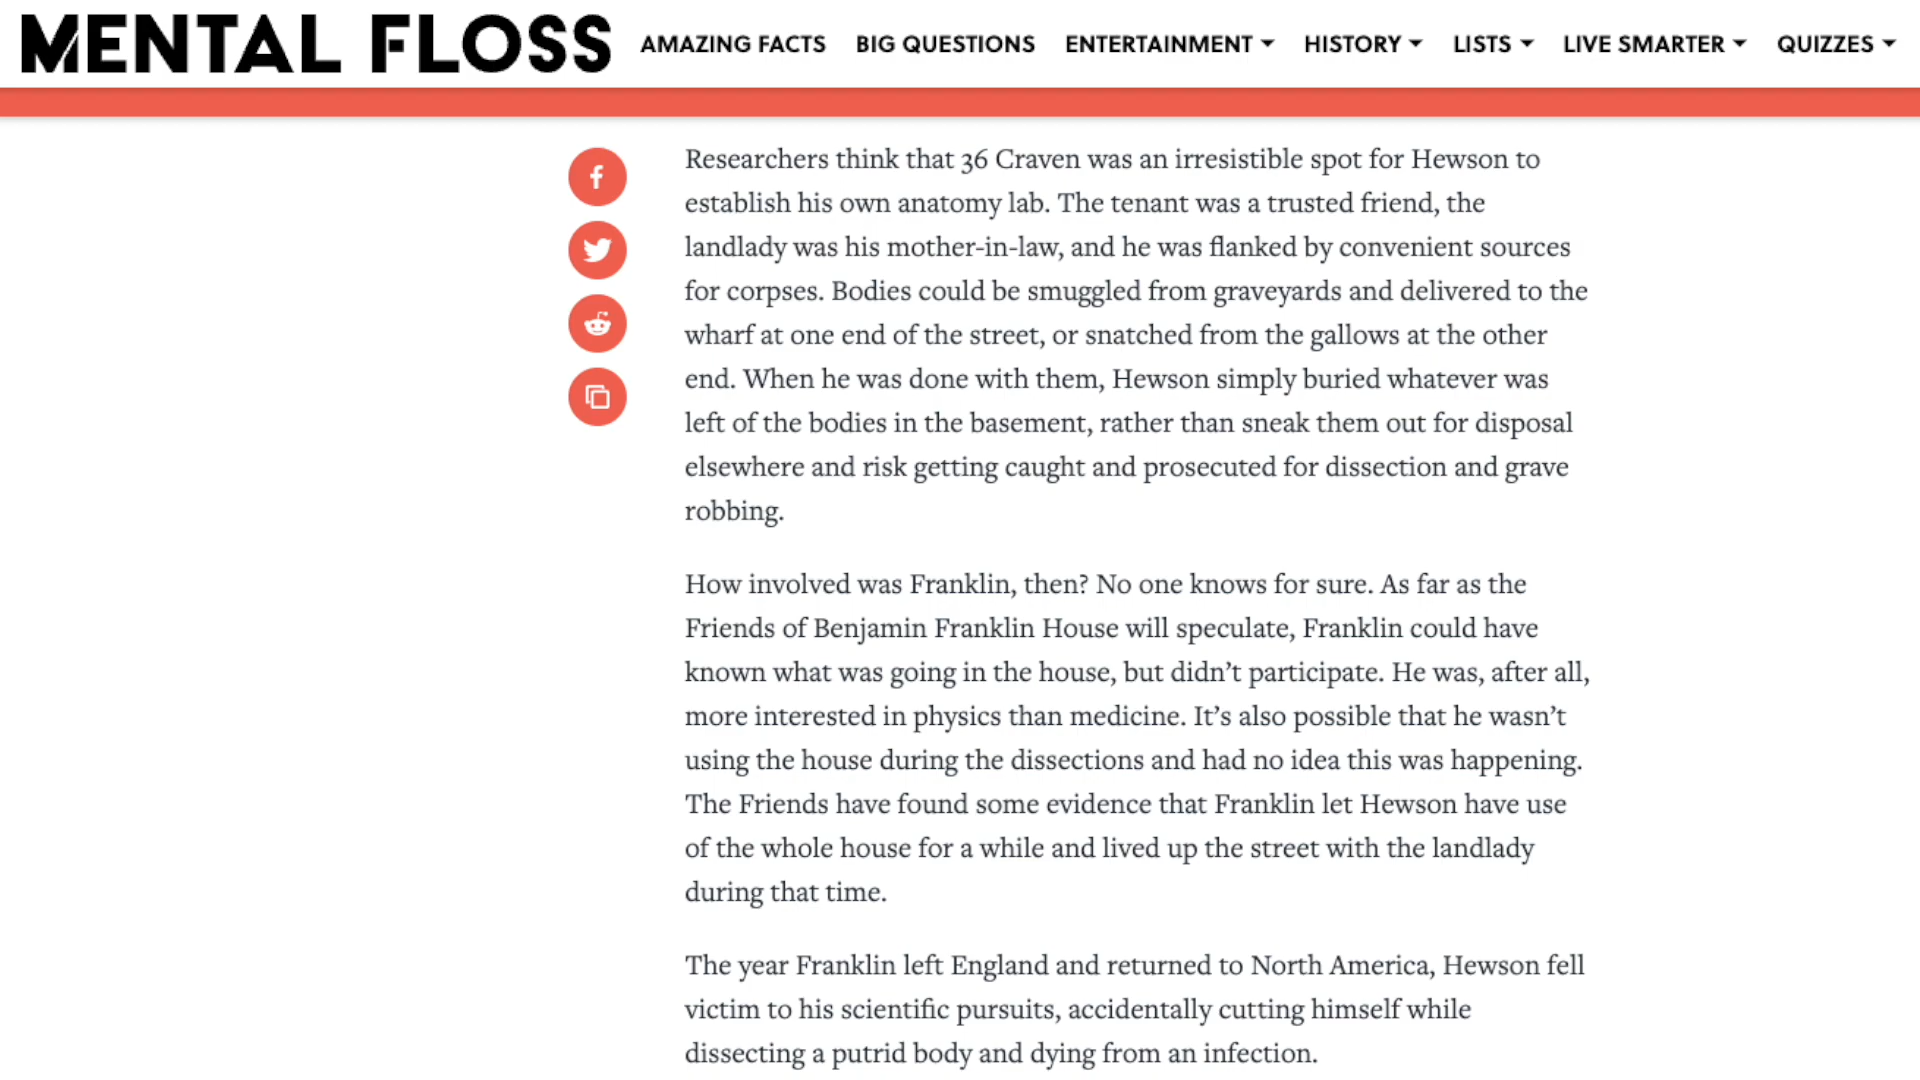 MENTAL FLOSS
AMAZING FACTS BIG QUESTIONS ENTERTAINMENT HISTORY LISTS LIVE SMARTER QUIZZES
Researchers think that 36 Craven was an irresistible spot for Hewson to
establish his own anatomy lab. The tenant was a trusted friend, the
landlady was his mother-in-law, and he was flanked by convenient sources
for corpses. Bodies could be smuggled from graveyards and delivered to the
wharf at one end of the street, or snatched from the gallows at the other
end. When he was done with them, Hewson simply buried whatever was
left of the bodies in the basement, rather than sneak them out for disposal
elsewhere and risk getting caught and prosecuted for dissection and grave
robbing.
How involved was Franklin, then? No one knows for sure. As far as the
Friends of Benjamin Franklin House will speculate, Franklin could have
known what was going in the house, but didn’t participate. He was, after all,
more interested in physics than medicine. It’s also possible that he wasn’t
using the house during the dissections and had no idea this was happening.
The Friends have found some evidence that Franklin let Hewson have use
of the whole house for a while and lived up the street with the landlady
during that time.
The year Franklin left England and returned to North America, Hewson fell
victim to his scientific pursuits, accidentally cutting himself while
dissecting a putrid body and dying from an infection.